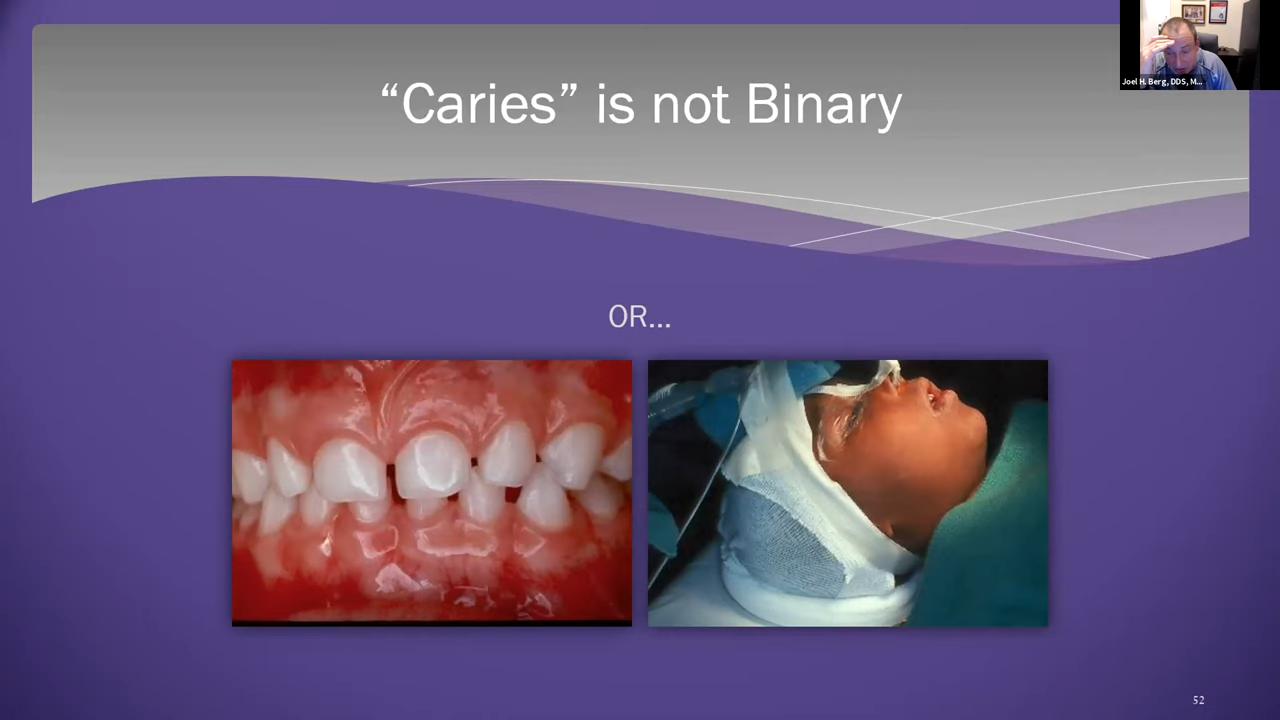 Joel H. Berg, DDS, M...
“Caries” is not Binary
OR...
52